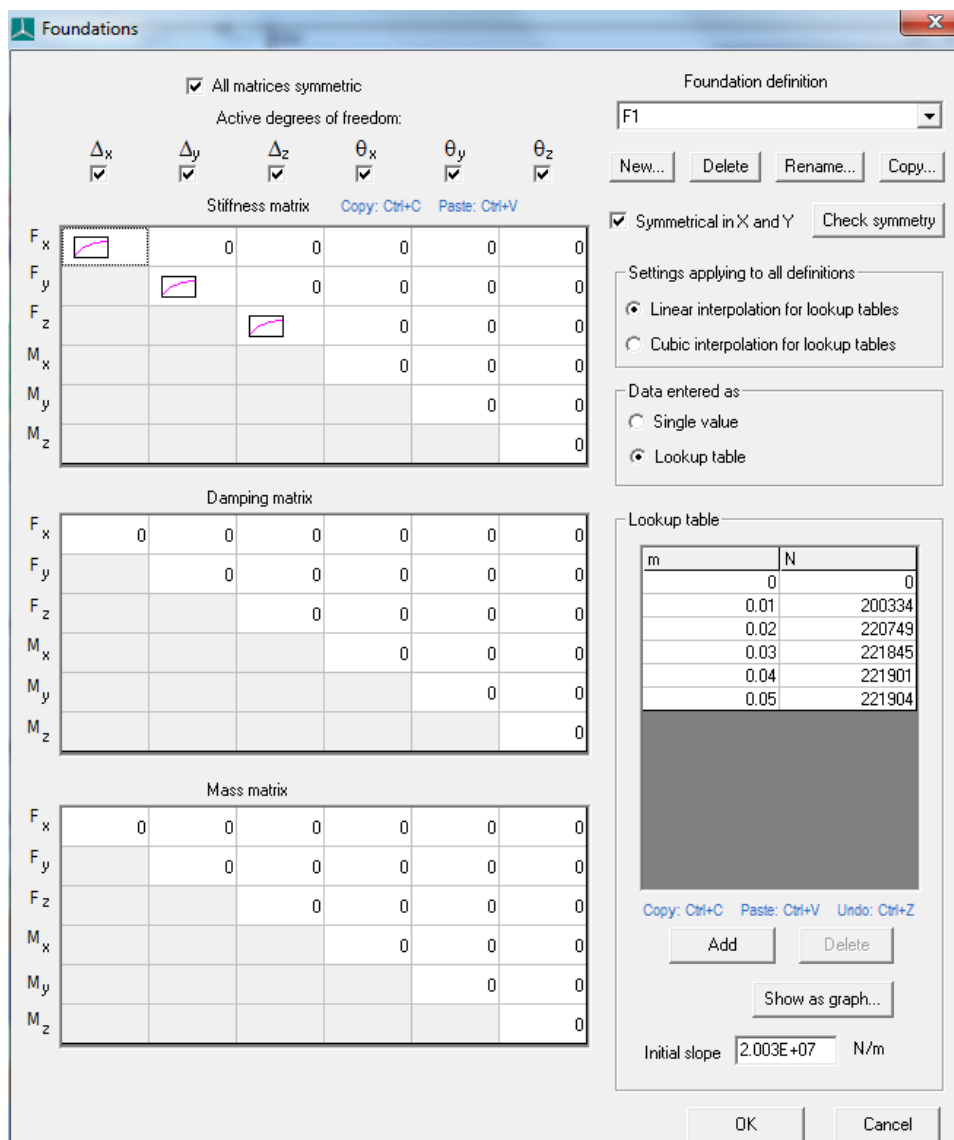 Foundations
All matrices symmetric
Active degrees of freedom:
Δx Δy Δz θx θy θz
Stiffness matrix Copy: Ctrl+C Paste: Ctrl+V
Fx 0 0 0 0 0
Fy 0 0 0 0
Fz 0 0 0
Mx 0 0 0
My 0 0
Mz 0
Damping matrix
Fx 0 0 0 0 0 0
Fy 0 0 0 0 0
Fz 0 0 0 0
Mx 0 0 0
My 0 0
Mz 0
Mass matrix
Fx 0 0 0 0 0 0
Fy 0 0 0 0 0
Fz 0 0 0 0
Mx 0 0 0
My 0 0
Mz 0
Foundation definition
F1
New... Delete Rename... Copy...
Symmetrical in X and Y Check symmetry
Settings applying to all definitions
Linear interpolation for lookup tables
Cubic interpolation for lookup tables
Data entered as
Single value
Lookup table
Lookup table
m N
0 0
0.01 200334
0.02 220749
0.03 221845
0.04 221901
0.05 221904
Copy: Ctrl+C Paste: Ctrl+V Undo: Ctrl+Z
Add Delete
Show as graph...
Initial slope 2.003E+07 N/m
OK Cancel